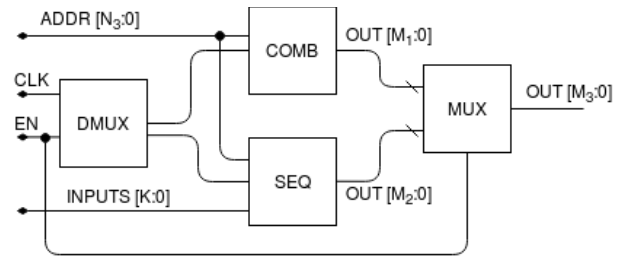 ADDR [N₃:0]
OUT [M₁:0]
COMB
CLK
OUT [M₃:0]
MUX
EN
DMUX
SEQ
INPUTS [K:0]
OUT [M₂:0]